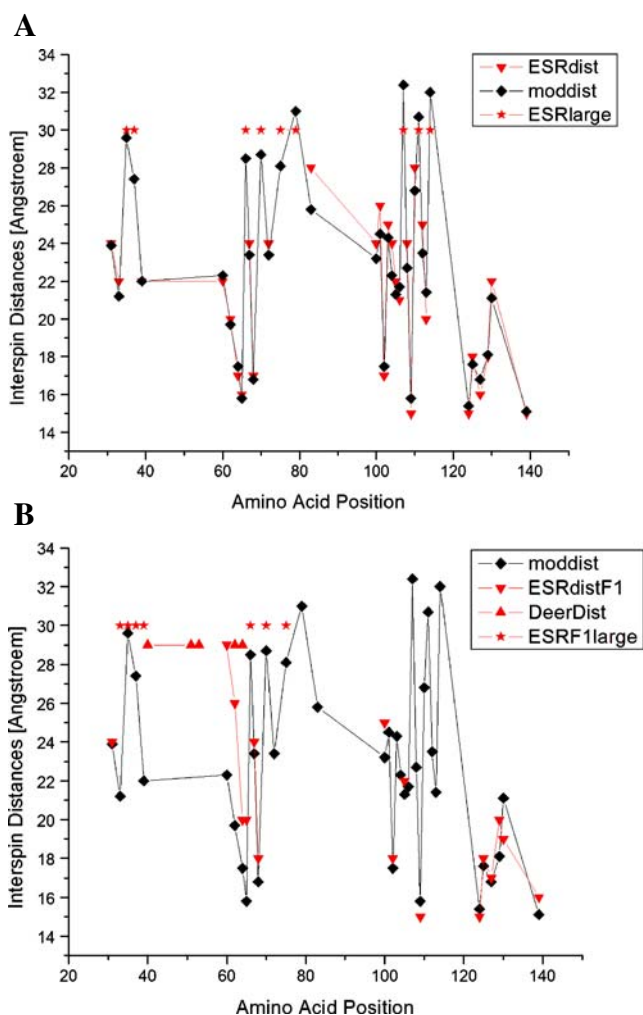 A
34
32
30
28
26
24
22
20
18
16
14
Interspin Distances [Angstroem]
ESRdist
moddist
ESRlarge
20 40 60 80 100 120 140
Amino Acid Position
B
34
32
30
28
26
24
22
20
18
16
14
Interspin Distances [Angstroem]
moddist
ESRdistF1
DeerDist
ESRF1large
20 40 60 80 100 120 140
Amino Acid Position